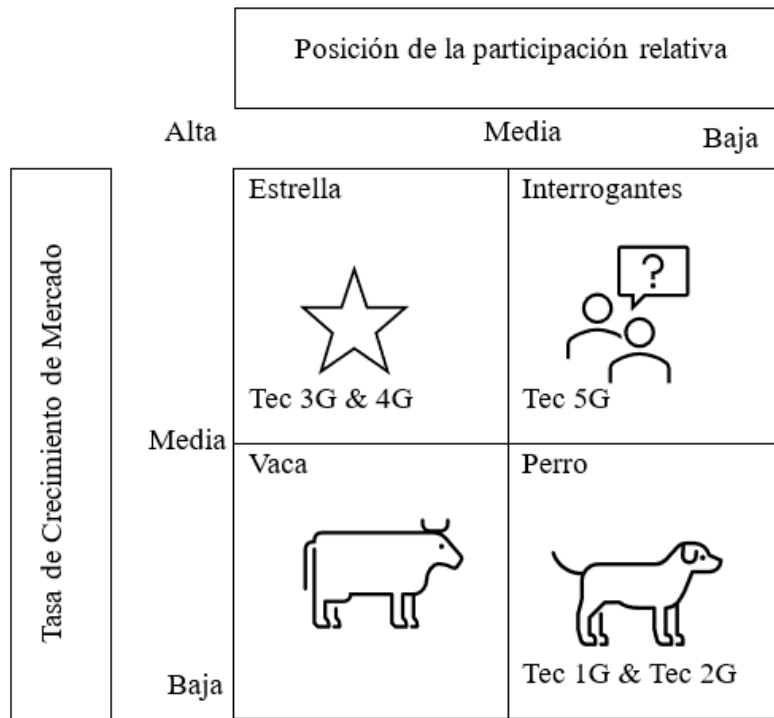 Posición de la participación relativa
Alta Media Baja
Tasa de Crecimiento de Mercado
Estrella Interrogantes
?
Tec 3G & 4G Tec 5G
Media
Vaca Perro
Tec 1G & Tec 2G
Baja